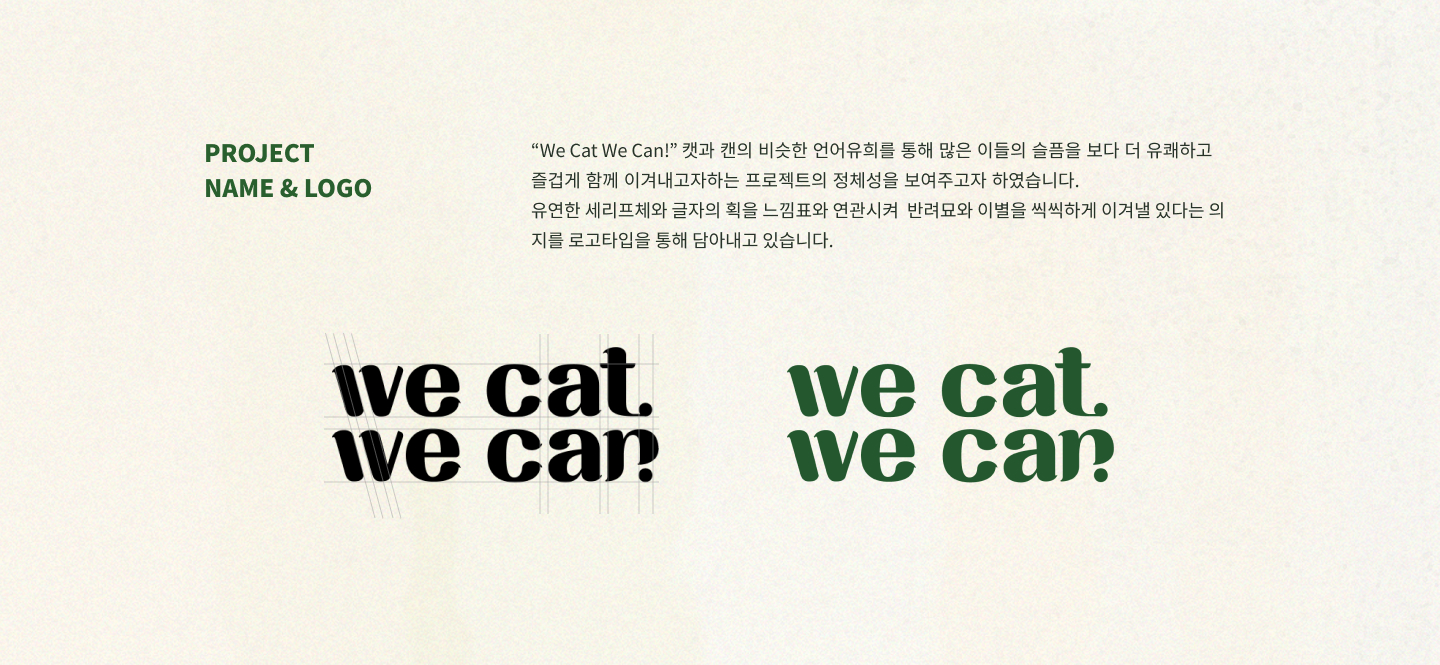 PROJECT
NAME & LOGO
“We Cat We Can!” 캣과 캔의 비슷한 언어유희를 통해 많은 이들의 슬픔을 보다 더 유쾌하고
즐겁게 함께 이겨내고자하는 프로젝트의 정체성을 보여주고자 하였습니다.
유연한 세리프체와 글자의 획을 느낌표와 연관시켜 반려묘와 이별을 씩씩하게 이겨낼 있다는 의
지를 로고타입을 통해 담아내고 있습니다.
we cat.
we can!
we cat.
we can!